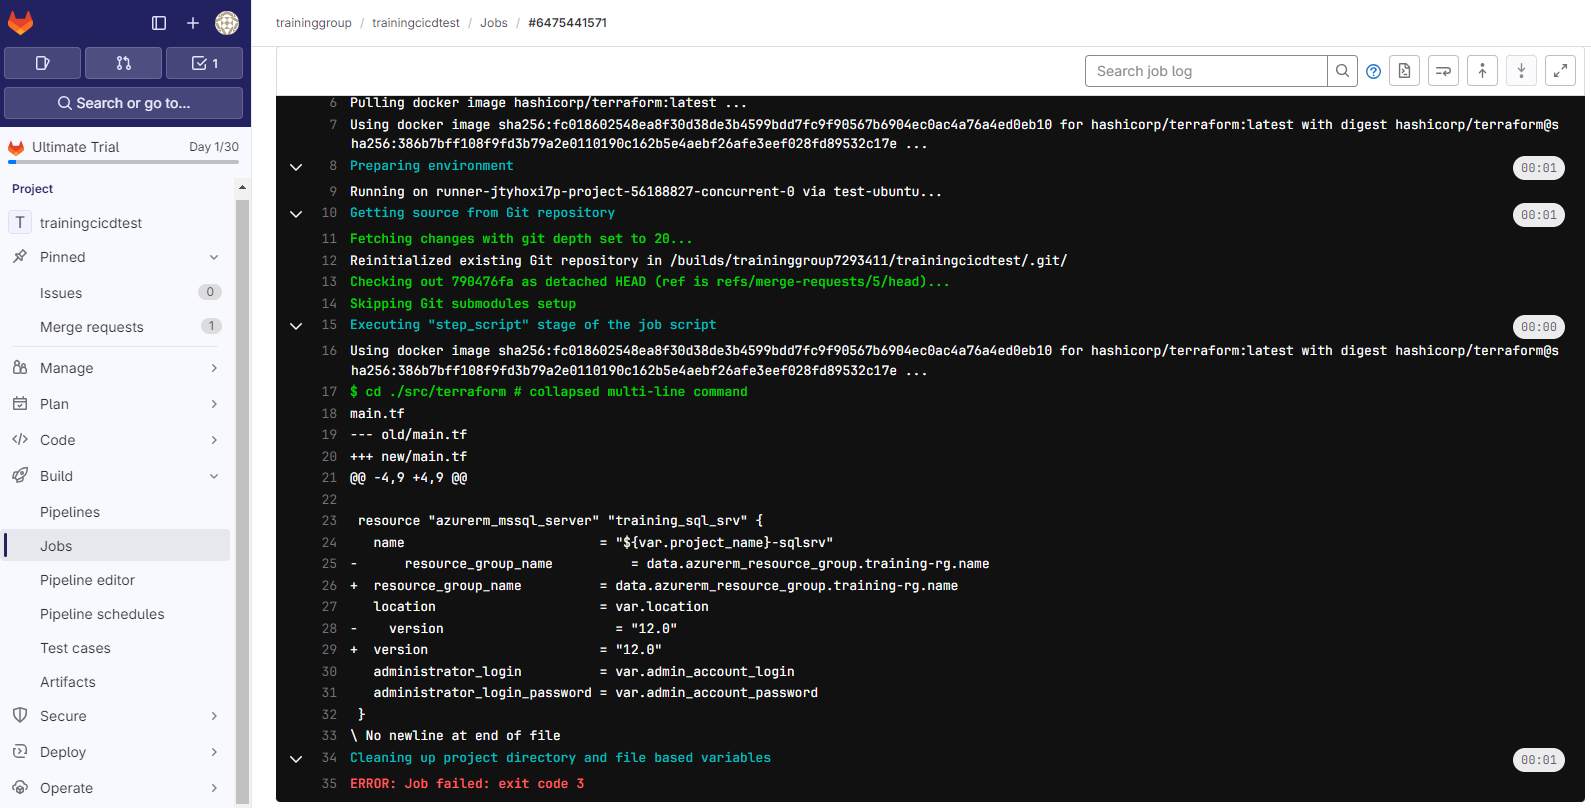 traininggroup / trainingcicdtest / Jobs / #6475441571
1
Search or go to...
Ultimate Trial Day 1/30
Project
T trainingcicdtest
Pinned
Issues 0
Merge requests 1
Manage
Plan
Code
Build
Pipelines
Jobs
Pipeline editor
Pipeline schedules
Test cases
Artifacts
Secure
Deploy
Operate
Search job log
6 Pulling docker image hashicorp/terraform:latest ...
7 Using docker image sha256:fc018602548ea8f30d38de3b4599bdd7fc9f90567b6904ec0ac4a76a4ed0eb10 for hashicorp/terraform:latest with digest hashicorp/terraform@s
ha256:386b7bff108f9fd3b79a2e0110190c162b5e4aebf26afe3eef028fd89532c17e ...
8 Preparing environment 00:01
9 Running on runner-jtyhoxi7p-project-56188827-concurrent-0 via test-ubuntu...
10 Getting source from Git repository 00:01
11 Fetching changes with git depth set to 20...
12 Reinitialized existing Git repository in /builds/traininggroup7293411/trainingcicdtest/.git/
13 Checking out 790476fa as detached HEAD (ref is refs/merge-requests/5/head)...
14 Skipping Git submodules setup
15 Executing "step_script" stage of the job script 00:00
16 Using docker image sha256:fc018602548ea8f30d38de3b4599bdd7fc9f90567b6904ec0ac4a76a4ed0eb10 for hashicorp/terraform:latest with digest hashicorp/terraform@s
ha256:386b7bff108f9fd3b79a2e0110190c162b5e4aebf26afe3eef028fd89532c17e ...
17 $ cd ./src/terraform # collapsed multi-line command
18 main.tf
19 --- old/main.tf
20 +++ new/main.tf
21 @@ -4,9 +4,9 @@
22
23 resource "azurerm_mssql_server" "training_sql_srv" {
24 name = "${var.project_name}-sqlsrv"
25 - resource_group_name = data.azurerm_resource_group.training-rg.name
26 + resource_group_name = data.azurerm_resource_group.training-rg.name
27 location = var.location
28 - version = "12.0"
29 + version = "12.0"
30 administrator_login = var.admin_account_login
31 administrator_login_password = var.admin_account_password
32 }
33 \ No newline at end of file
34 Cleaning up project directory and file based variables 00:01
35 ERROR: Job failed: exit code 3